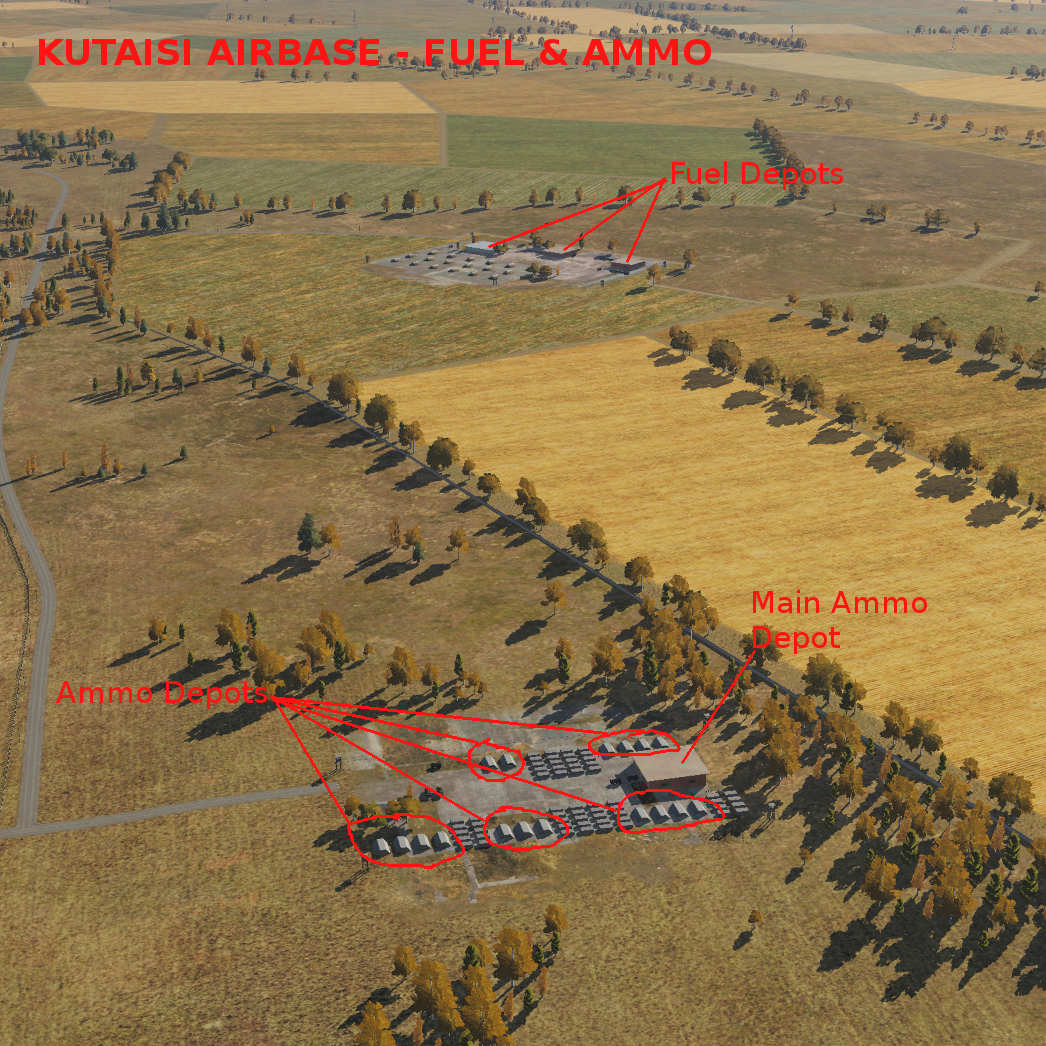 KUTAISI AIRBASE - FUEL & AMMO
Fuel Depots
Main Ammo
Depot
Ammo Depots